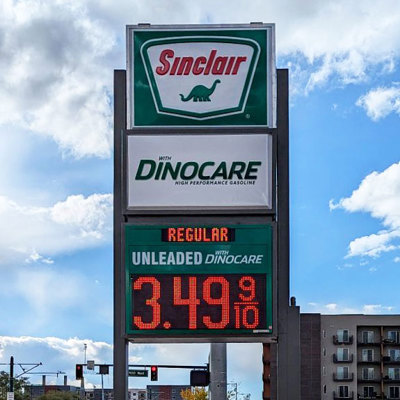 Sinclair
®
WITH
DINOCARE
HIGH PERFORMANCE GASOLINE
REGULAR
UNLEADED WITH DINOCARE
3.49 9/10